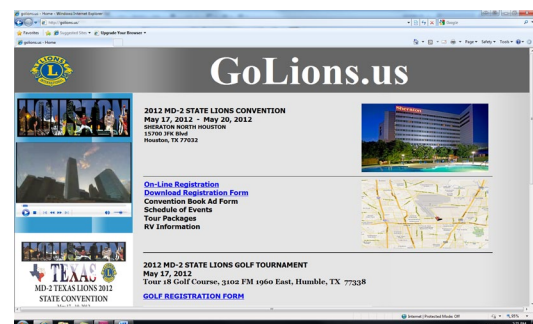 golions.us - Home - Windows Internet Explorer
http://golions.us/
Google
Favorites
Suggested Sites
Upgrade Your Browser
golions.us - Home
Page
Safety
Tools
LIONS
L
GoLions.us
HOUSTON
2012 MD-2 STATE LIONS CONVENTION
May 17, 2012 - May 20, 2012
SHERATON NORTH HOUSTON
15700 JFK Blvd
Houston, TX 77032
Sheraton
On-Line Registration
Download Registration Form
Convention Book Ad Form
Schedule of Events
Tour Packages
RV Information
HOUSTON
TEXAS
MD-2 TEXAS LIONS 2012
STATE CONVENTION
2012 MD-2 STATE LIONS GOLF TOURNAMENT
May 17, 2012
Tour 18 Golf Course, 3102 FM 1960 East, Humble, TX 77338
GOLF REGISTRATION FORM
Internet | Protected Mode: Off